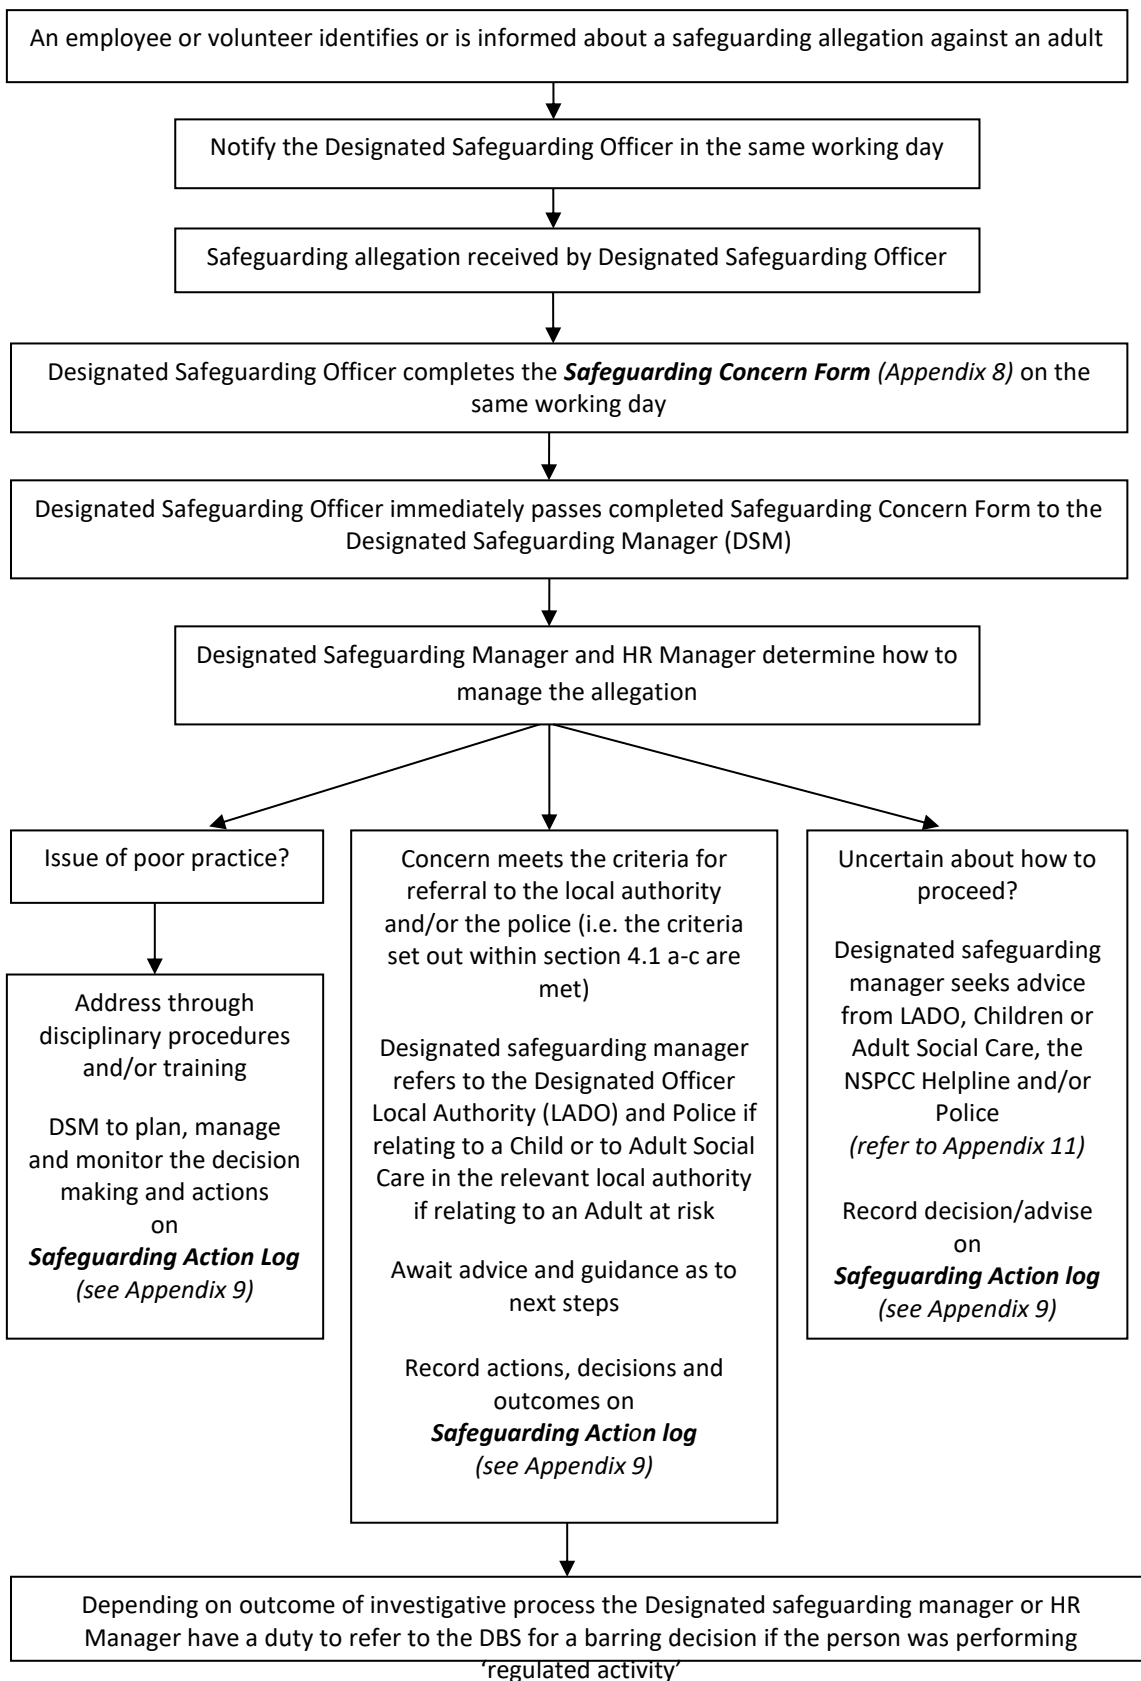 An employee or volunteer identifies or is informed about a safeguarding allegation against an adult
Notify the Designated Safeguarding Officer in the same working day
Safeguarding allegation received by Designated Safeguarding Officer
Designated Safeguarding Officer completes the Safeguarding Concern Form (Appendix 8) on the
same working day
Designated Safeguarding Officer immediately passes completed Safeguarding Concern Form to the
Designated Safeguarding Manager (DSM)
Designated Safeguarding Manager and HR Manager determine how to
manage the allegation
Issue of poor practice?
Address through
disciplinary procedures
and/or training
DSM to plan, manage
and monitor the decision
making and actions
on
Safeguarding Action Log
(see Appendix 9)
Concern meets the criteria for
referral to the local authority
and/or the police (i.e. the criteria
set out within section 4.1 a-c are
met)
Designated safeguarding manager
refers to the Designated Officer
Local Authority (LADO) and Police if
relating to a Child or to Adult Social
Care in the relevant local authority
if relating to an Adult at risk
Await advice and guidance as to
next steps
Record actions, decisions and
outcomes on
Safeguarding Action log
(see Appendix 9)
Uncertain about how to
proceed?
Designated safeguarding
manager seeks advice
from LADO, Children or
Adult Social Care, the
NSPCC Helpline and/or
Police
(refer to Appendix 11)
Record decision/advise
on
Safeguarding Action log
(see Appendix 9)
Depending on outcome of investigative process the Designated safeguarding manager or HR
Manager have a duty to refer to the DBS for a barring decision if the person was performing
‘regulated activity’